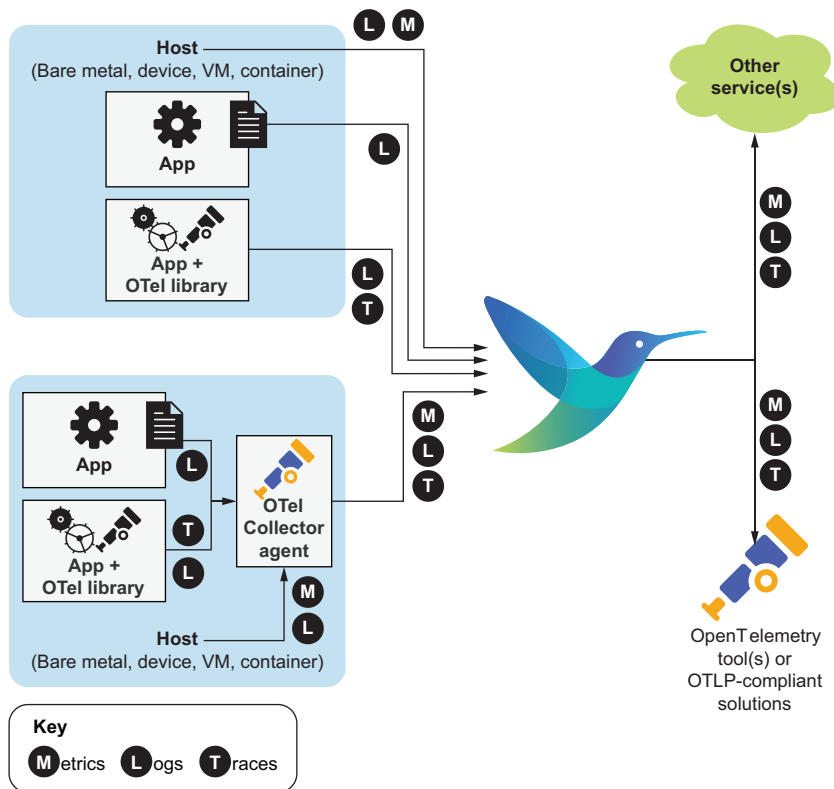 L M
Host
(Bare metal, device, VM, container)
App
L
App +
OTel library
L
T
Other
service(s)
M
L
T
App
L
App +
OTel library
T
L
OTel
Collector
agent
M
L
Host
(Bare metal, device, VM, container)
M
L
T
M
L
T
OpenTelemetry
tool(s) or
OTLP-compliant
solutions
Key
Metrics Logs Traces